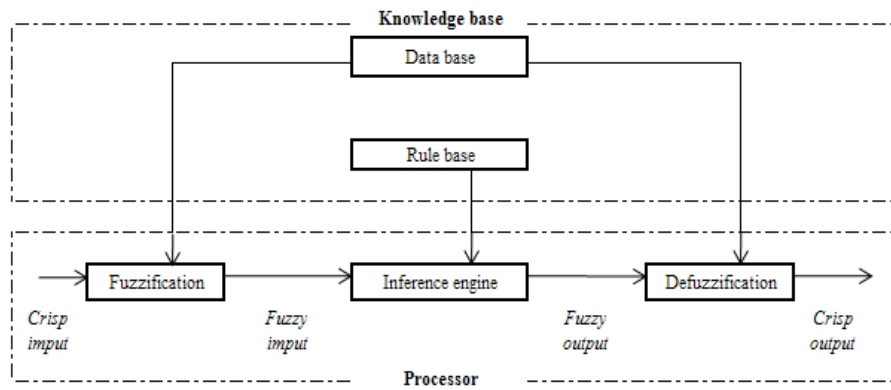 Knowledge base
Data base
Rule base
Fuzzification
Inference engine
Defuzzification
Crisp
imput
Fuzzy
imput
Fuzzy
output
Crisp
output
Processor